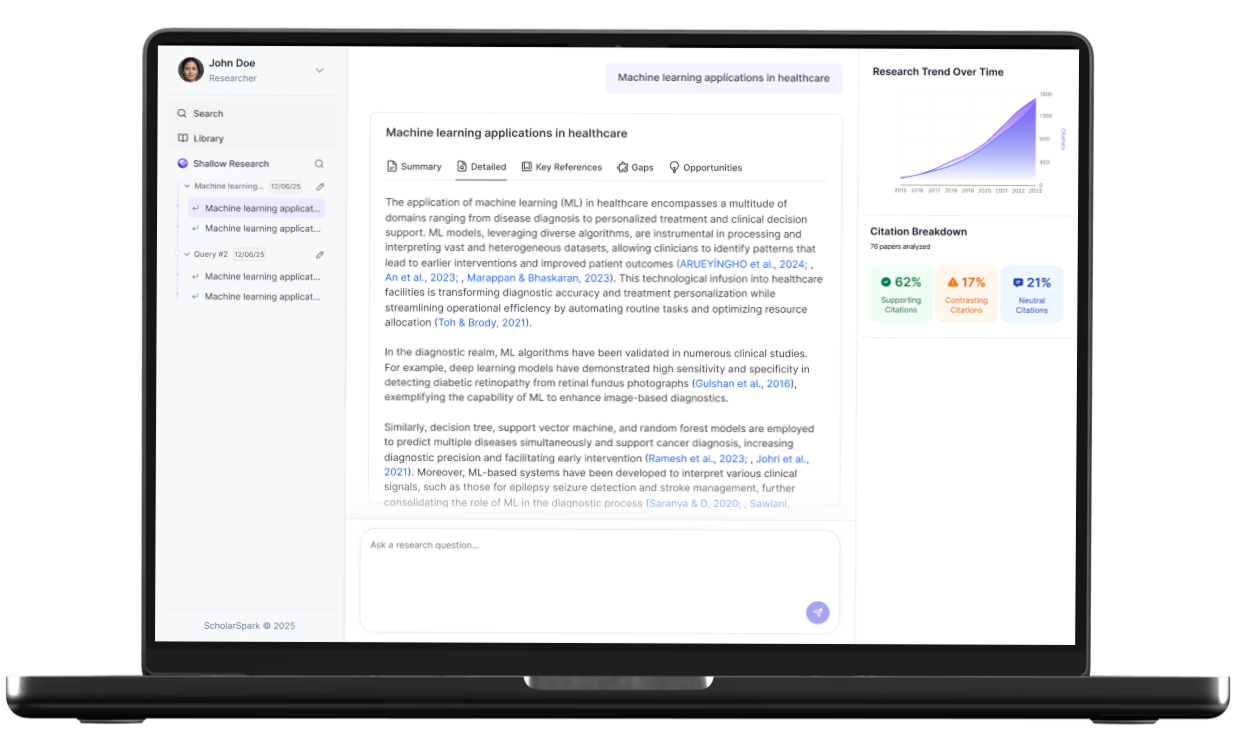 John Doe
Researcher
Search
Library
Shallow Research
Machine learning... 12/06/25
Machine learning applicat...
Machine learning applicat...
Query #2 12/06/25
Machine learning applicat...
Machine learning applicat...
ScholarSpark © 2025
Machine learning applications in healthcare
Machine learning applications in healthcare
Summary Detailed Key References Gaps Opportunities
The application of machine learning (ML) in healthcare encompasses a multitude of
domains ranging from disease diagnosis to personalized treatment and clinical decision
support. ML models, leveraging diverse algorithms, are instrumental in processing and
interpreting vast and heterogeneous datasets, allowing clinicians to identify patterns that
lead to earlier interventions and improved patient outcomes (ARUEYİNGHO et al., 2024; ,
An et al., 2023; , Marappan & Bhaskaran, 2023). This technological infusion into healthcare
facilities is transforming diagnostic accuracy and treatment personalization while
streamlining operational efficiency by automating routine tasks and optimizing resource
allocation (Toh & Brody, 2021).
In the diagnostic realm, ML algorithms have been validated in numerous clinical studies.
For example, deep learning models have demonstrated high sensitivity and specificity in
detecting diabetic retinopathy from retinal fundus photographs (Gulshan et al., 2016),
exemplifying the capability of ML to enhance image-based diagnostics.
Similarly, decision tree, support vector machine, and random forest models are employed
to predict multiple diseases simultaneously and support cancer diagnosis, increasing
diagnostic precision and facilitating early intervention (Ramesh et al., 2023; , Johri et al.,
2021). Moreover, ML-based systems have been developed to interpret various clinical
signals, such as those for epilepsy seizure detection and stroke management, further
consolidating the role of ML in the diagnostic process (Saranya & D, 2020; , Sawlani,
Ask a research question...
Research Trend Over Time
1800
1350
900
450
0
Citations
2015 2016 2017 2018 2019 2020 2021 2022 2023
Citation Breakdown
76 papers analyzed
62%
Supporting
Citations
17%
Contrasting
Citations
21%
Neutral
Citations